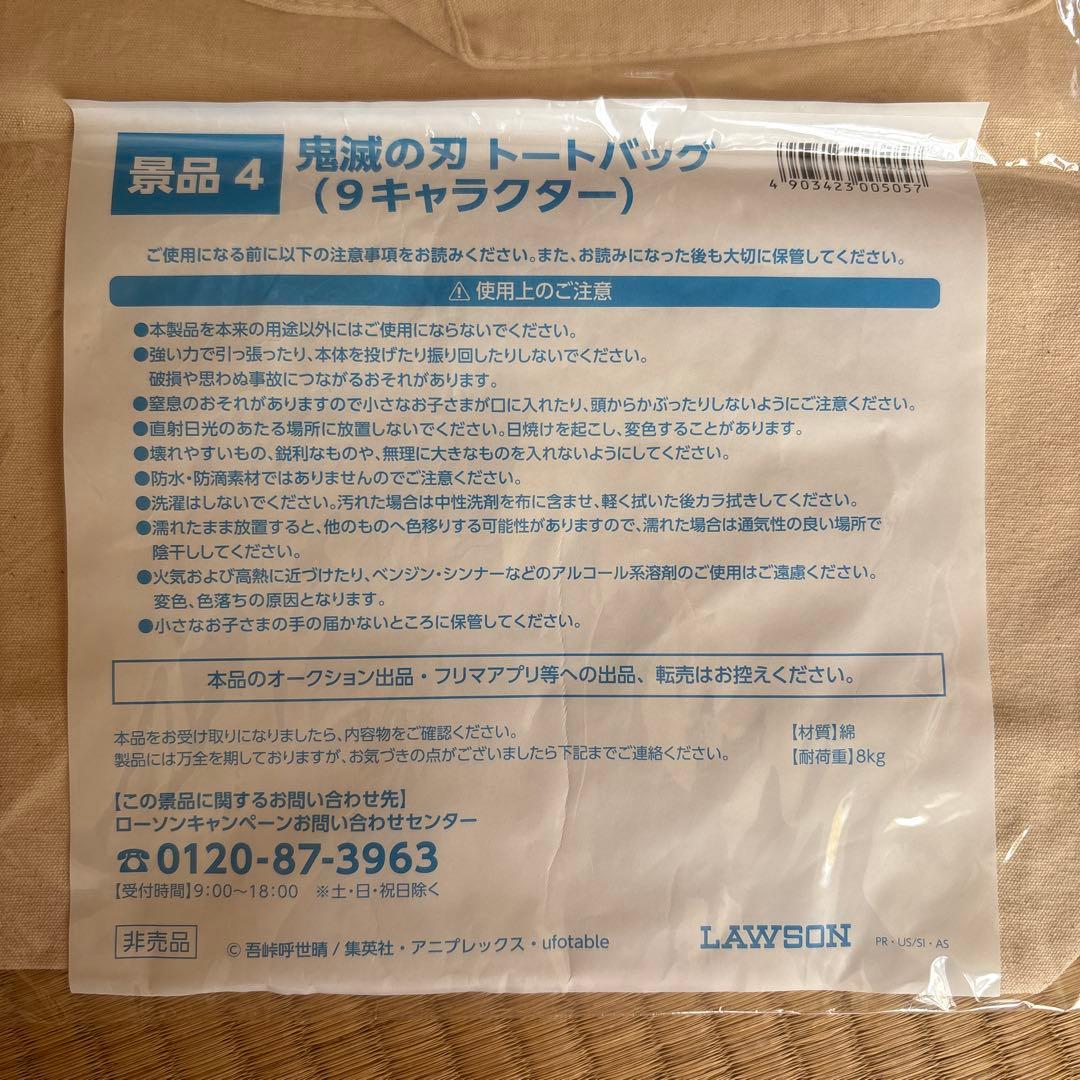 景品 4
鬼滅の刃 トートバッグ
（9キャラクター）
4 903423 005057
ご使用になる前に以下の注意事項をお読みください。また、お読みになった後も大切に保管してください。
⚠ 使用上のご注意
●本製品を本来の用途以外にはご使用にならないでください。
●強い力で引っ張ったり、本体を投げたり振り回したりしないでください。
破損や思わぬ事故につながるおそれがあります。
●窒息のおそれがありますので小さなお子さまが口に入れたり、頭からかぶったりしないようにご注意ください。
●直射日光のあたる場所に放置しないでください。日焼けを起こし、変色することがあります。
●壊れやすいもの、鋭利なものや、無理に大きなものを入れないようにしてください。
●防水・防滴素材ではありませんのでご注意ください。
●洗濯はしないでください。汚れた場合は中性洗剤を布に含ませ、軽く拭いた後カラ拭きしてください。
●濡れたまま放置すると、他のものへ色移りする可能性がありますので、濡れた場合は通気性の良い場所で
陰干ししてください。
●火気および高熱に近づけたり、ベンジン・シンナーなどのアルコール系溶剤のご使用はご遠慮ください。
変色、色落ちの原因となります。
●小さなお子さまの手の届かないところに保管してください。
本品のオークション出品・フリマアプリ等への出品、転売はお控えください。
本品をお受け取りになりましたら、内容物をご確認ください。
製品には万全を期しておりますが、お気づきの点がございましたら下記までご連絡ください。
【材質】綿
【耐荷重】8kg
【この景品に関するお問い合わせ先】
ローソンキャンペーンお問い合わせセンター
☎0120-87-3963
【受付時間】9:00〜18:00 ※土・日・祝日除く
非売品
© 吾峠呼世晴 / 集英社・アニプレックス・ufotable
LAWSON
PR・US/SI・AS